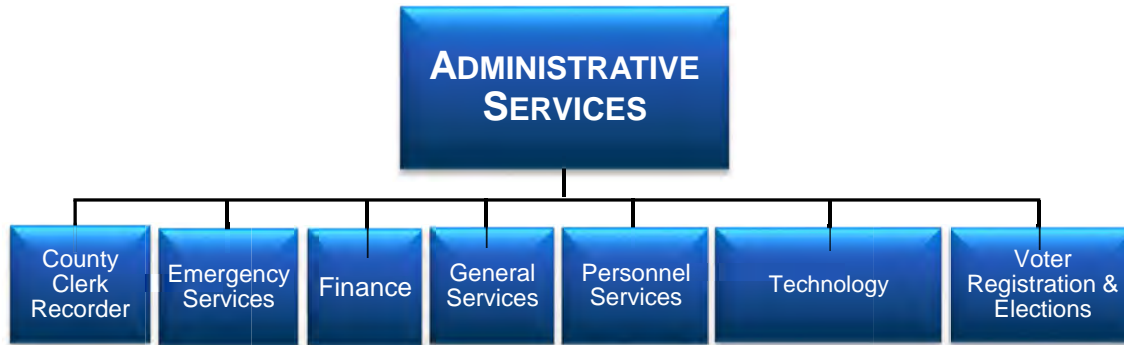 ADMINISTRATIVE
SERVICES
County
Clerk
Recorder
Emergency
Services
Finance
General
Services
Personnel
Services
Technology
Voter
Registration &
Elections